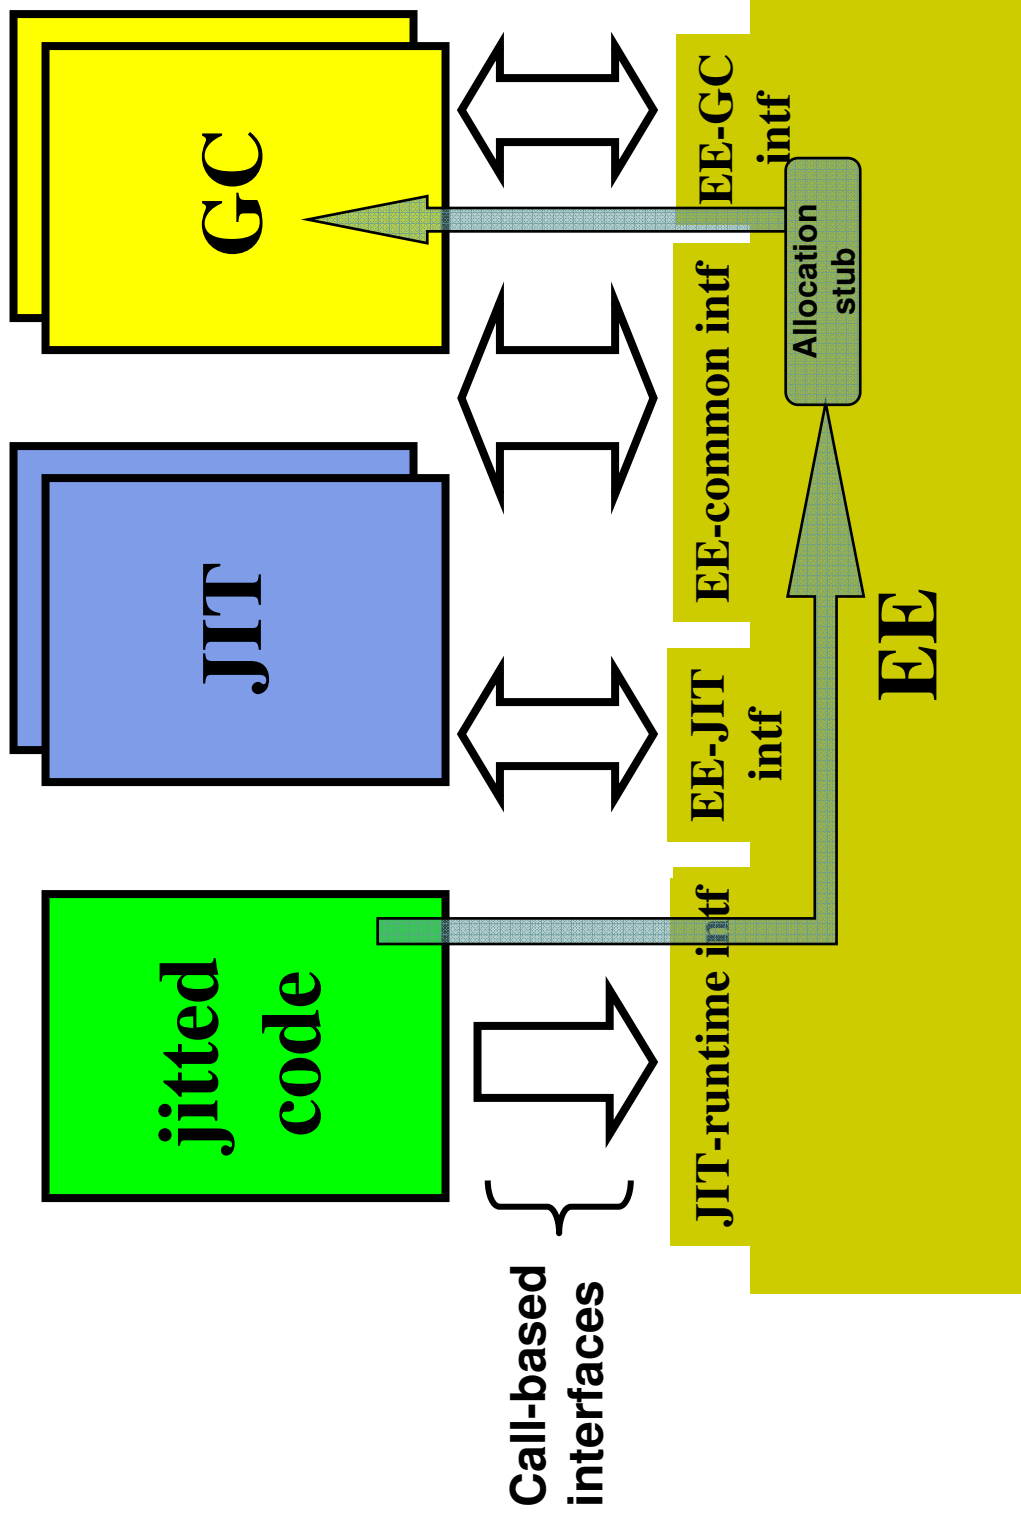 Call-based
interfaces
jitted
code
JIT
GC
JIT-runtime intf
EE-JIT
intf
EE-common intf
EE-GC
intf
Allocation
stub
EE